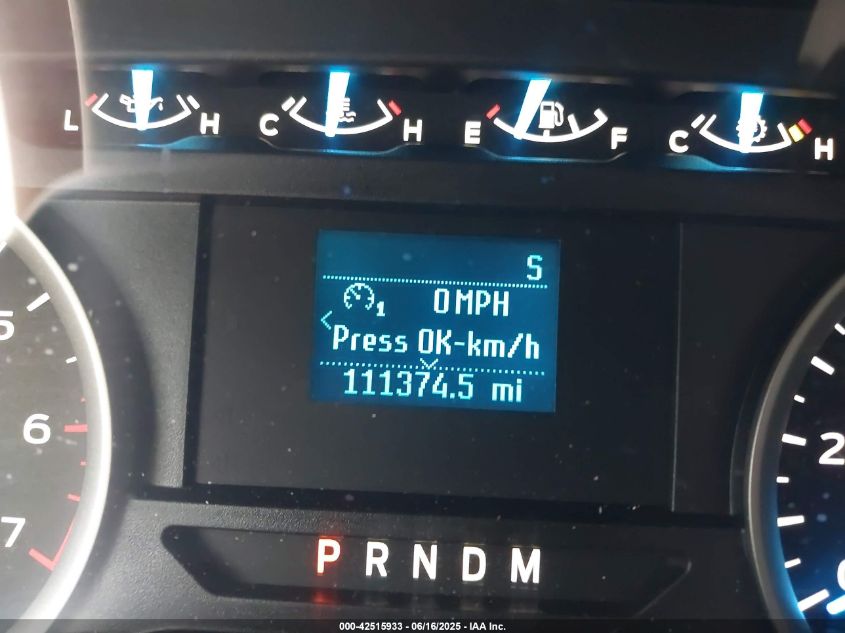 L H C H E F C H
S
1 0 MPH
< Press OK-km/h
111374.5 mi
5
6
7
2
0
P R N D M
000-42515933 - 06/16/2025 - IAA Inc.